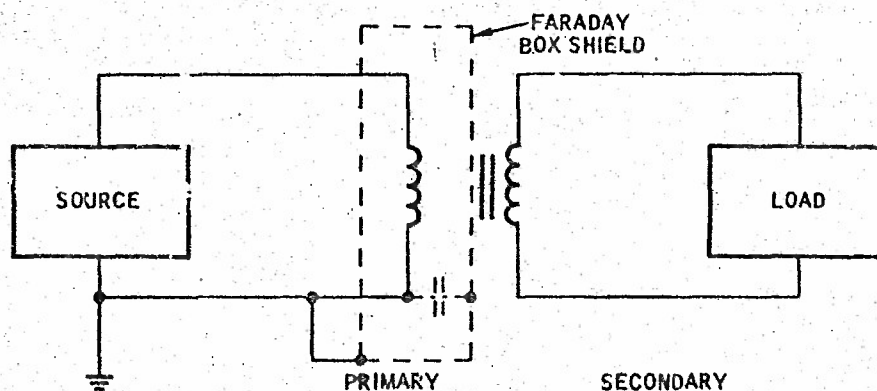 FARADAY
BOX SHIELD
SOURCE
LOAD
PRIMARY
SECONDARY